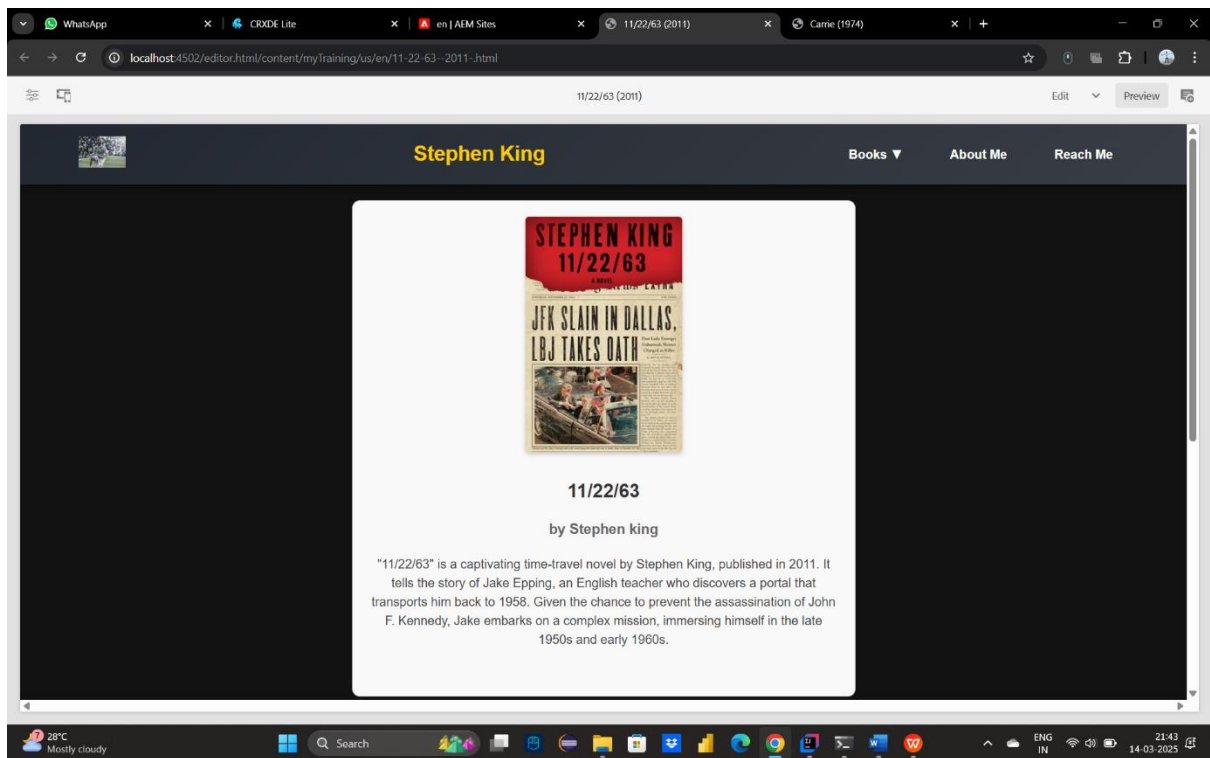 WhatsApp
CRXDE Lite
en | AEM Sites
11/22/63 (2011)
Carrie (1974)
localhost:4502/editor.html/content/myTraining/us/en/11-22-63--2011-.html
11/22/63 (2011)
Edit
Preview
Stephen King
Books ▼
About Me
Reach Me
STEPHEN KING
11/22/63
A NOVEL
EXTRA
JFK SLAIN IN DALLAS,
LBJ TAKES OATH
11/22/63
by Stephen king
"11/22/63" is a captivating time-travel novel by Stephen King, published in 2011. It
tells the story of Jake Epping, an English teacher who discovers a portal that
transports him back to 1958. Given the chance to prevent the assassination of John
F. Kennedy, Jake embarks on a complex mission, immersing himself in the late
1950s and early 1960s.
28°C
Mostly cloudy
Search
ENG
IN
21:43
14-03-2025